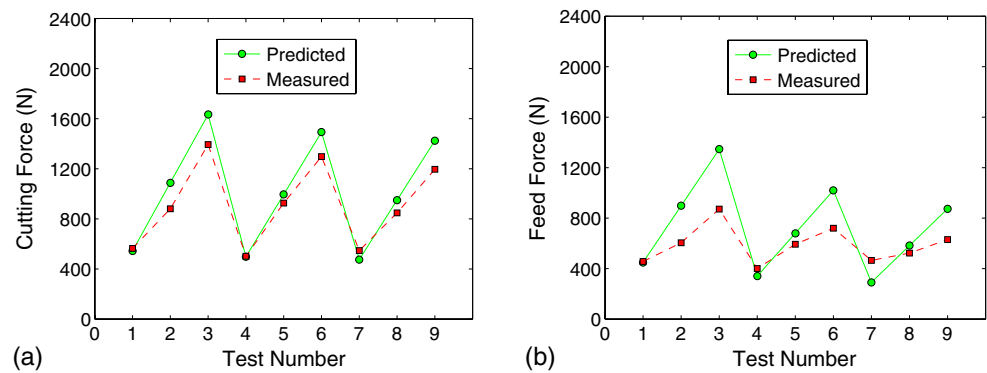 2400
2000
1600
1200
800
400
0
Cutting Force (N)
Predicted
Measured
0 1 2 3 4 5 6 7 8 9
Test Number
(a)
2400
2000
1600
1200
800
400
0
Feed Force (N)
Predicted
Measured
0 1 2 3 4 5 6 7 8 9
Test Number
(b)